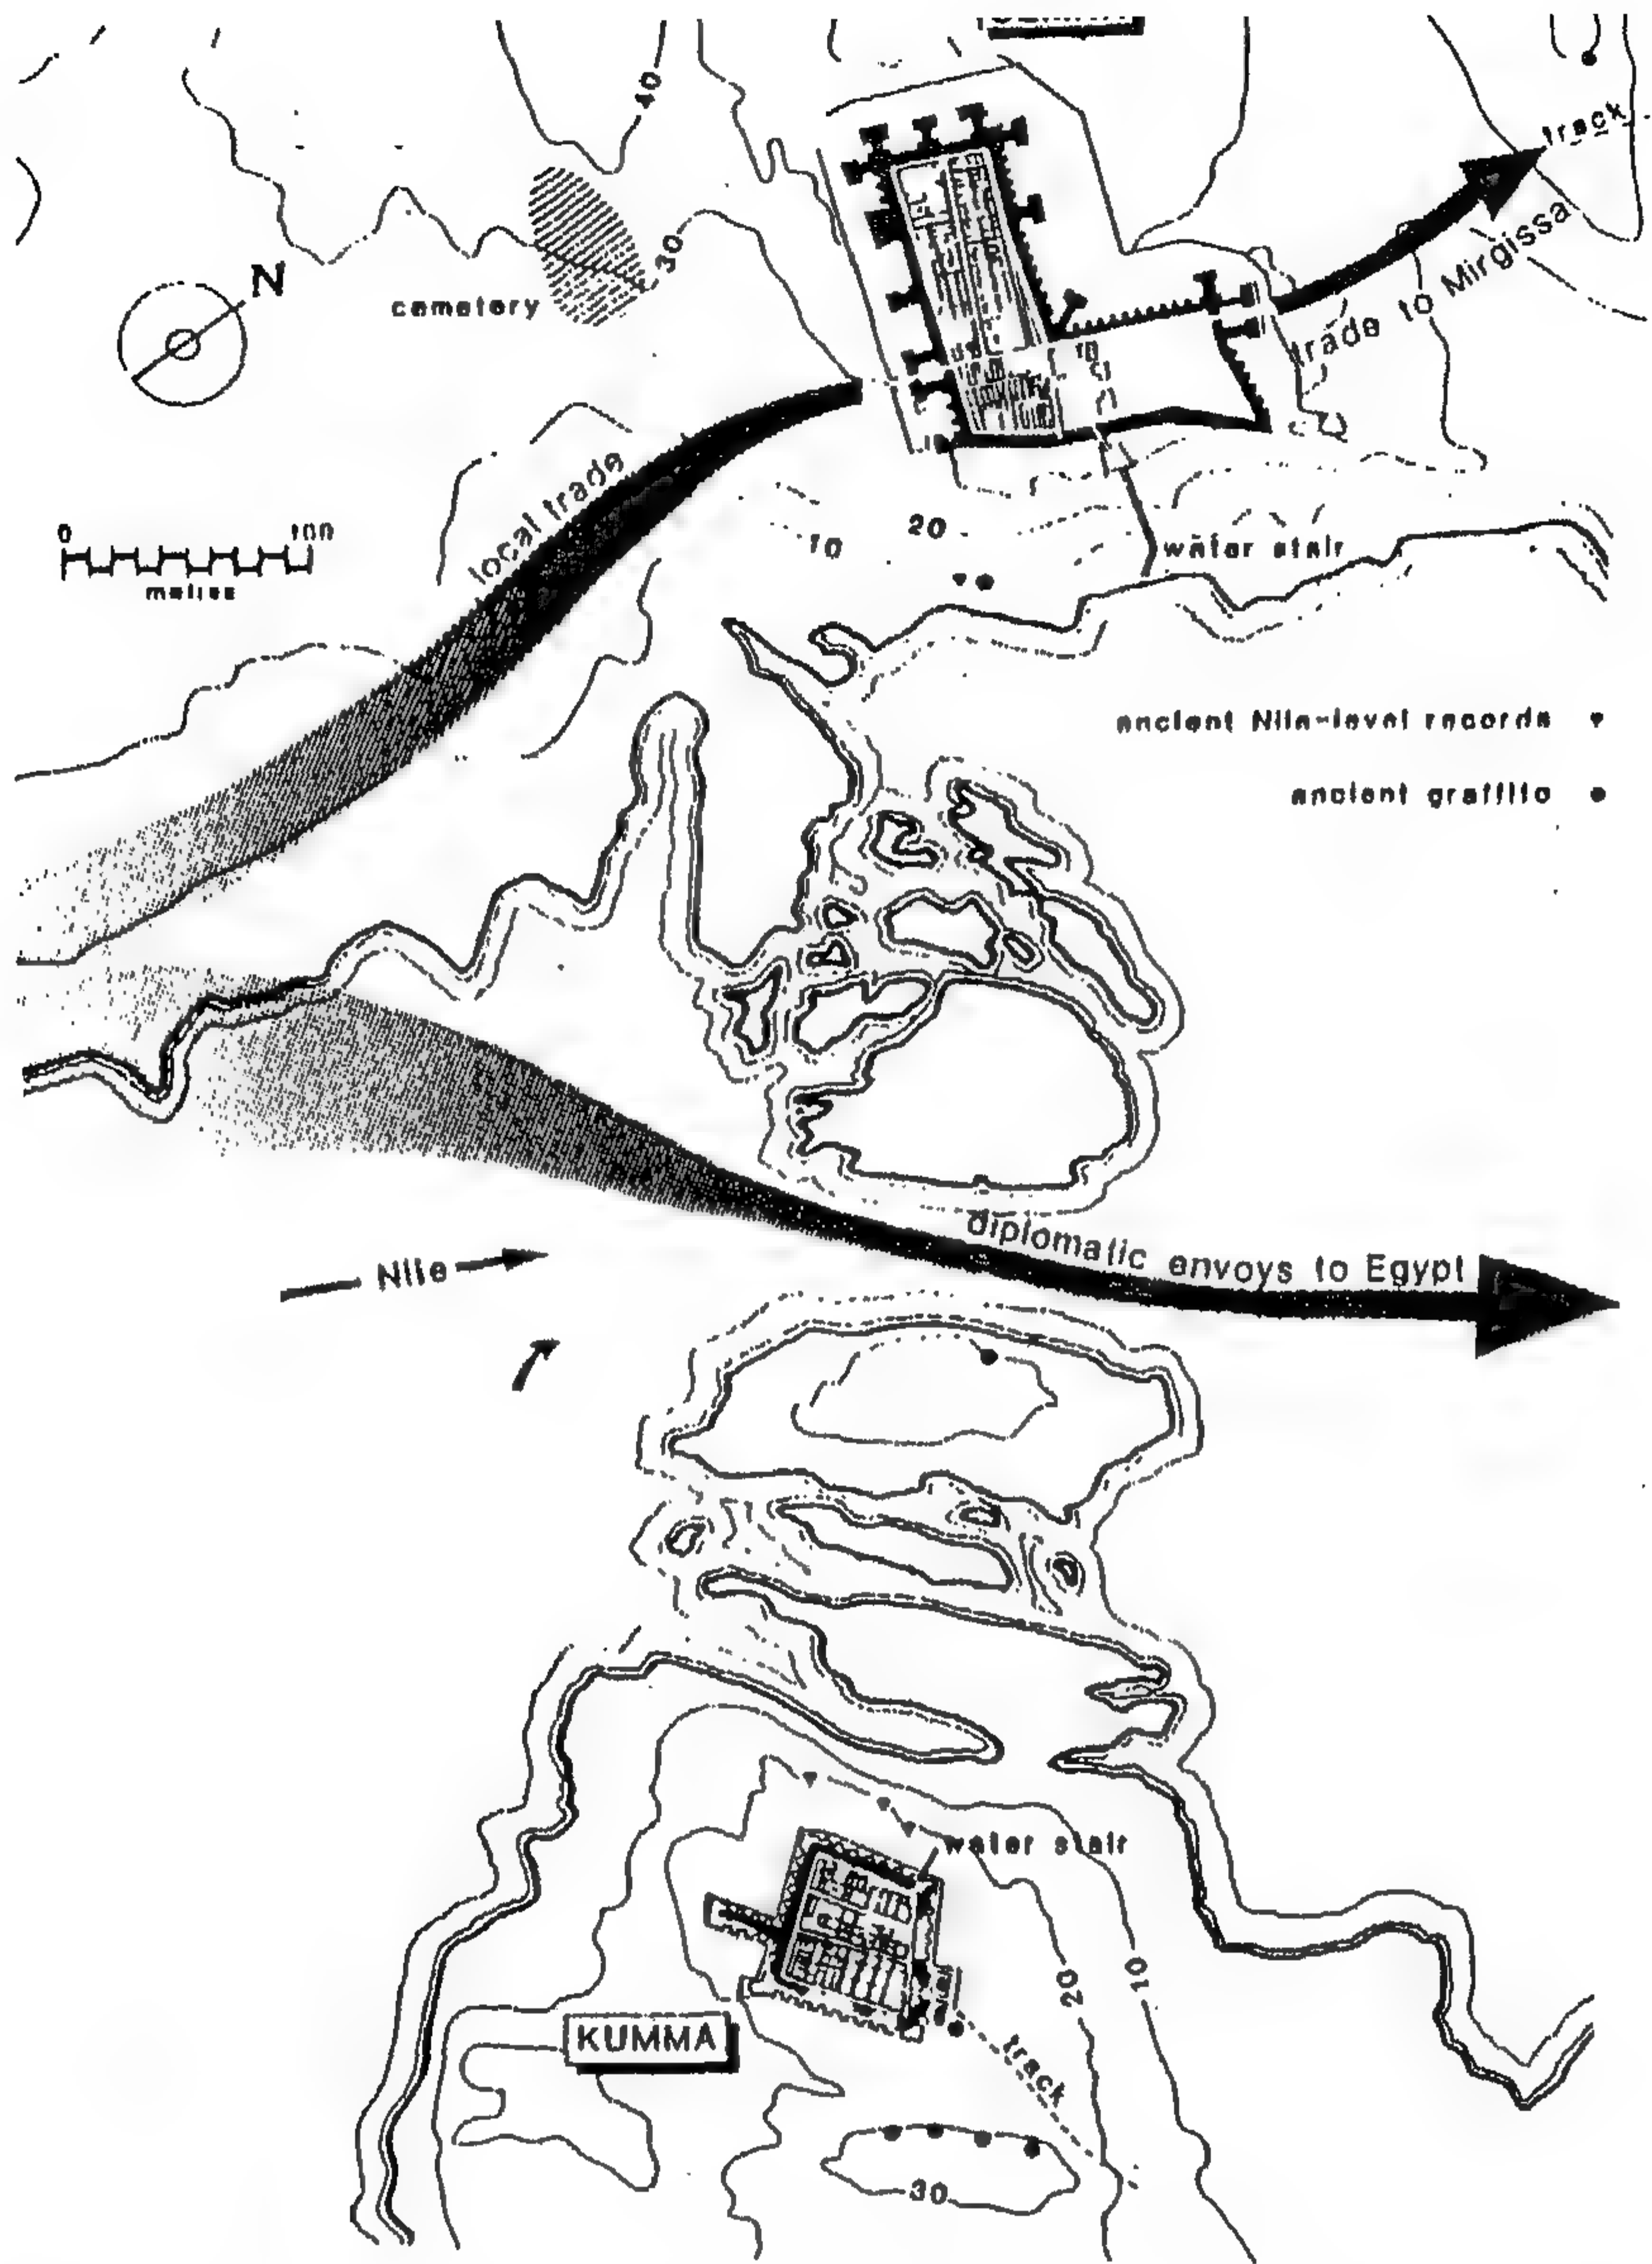 40
track
N
30
cemetery
trade to Mirgissa
local trade
20
10
0 100
metres
water stair
ancient Nile-level records
ancient graffito
diplomatic envoys to Egypt
Nile
water stair
20
10
KUMMA
track
30